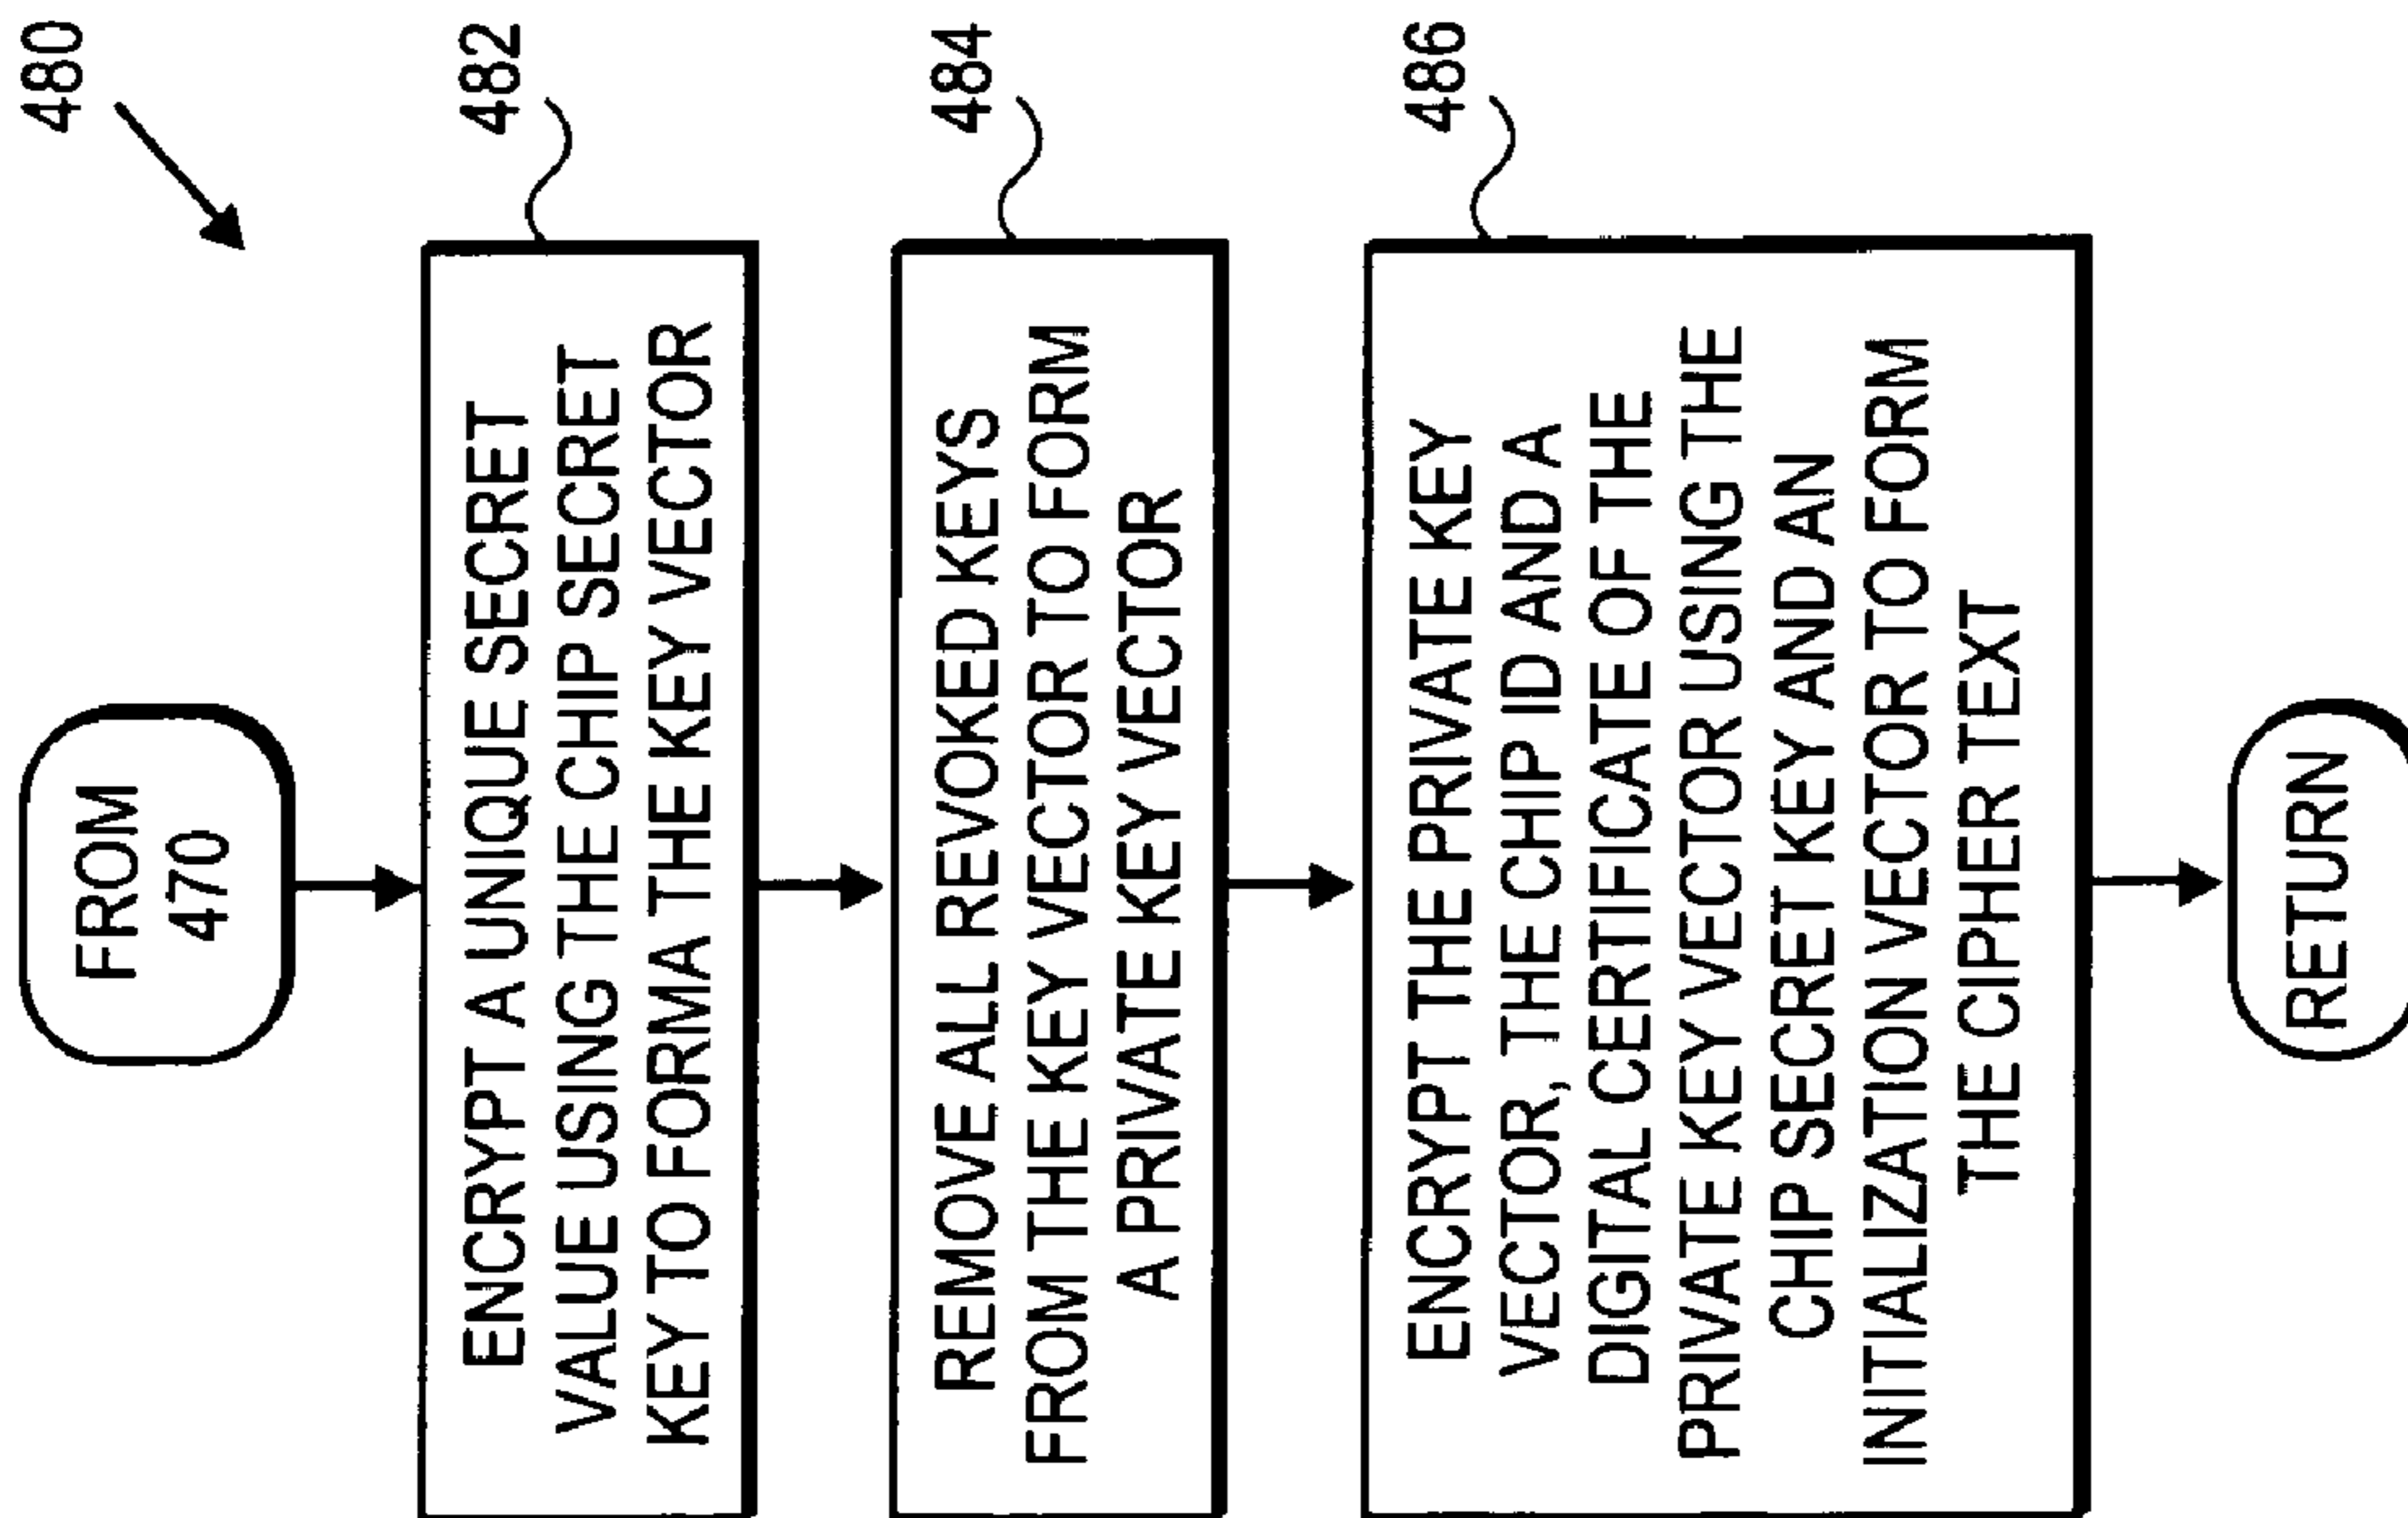 480
FROM
470
482
ENCRYPT A UNIQUE SECRET
VALUE USING THE CHIP SECRET
KEY TO FORMA THE KEY VECTOR
484
REMOVE ALL REVOKED KEYS
FROM THE KEY VECTOR TO FORM
A PRIVATE KEY VECTOR
486
ENCRYPT THE PRIVATE KEY
VECTOR, THE CHIP ID AND A
DIGITAL CERTIFICATE OF THE
PRIVATE KEY VECTOR USING THE
CHIP SECRET KEY AND AN
INITIALIZATION VECTOR TO FORM
THE CIPHER TEXT
RETURN